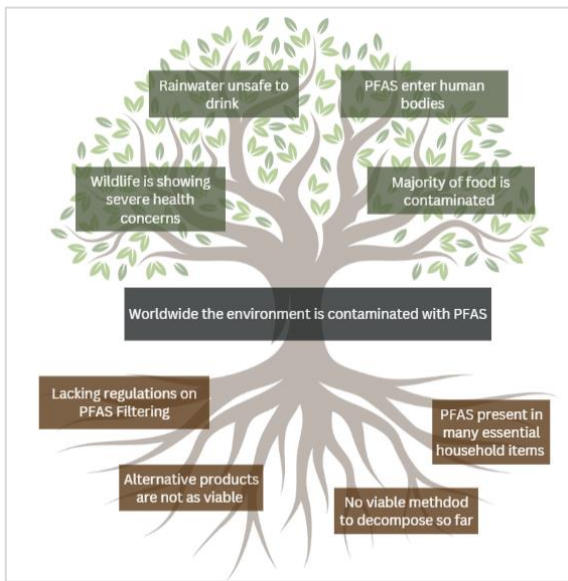 Rainwater unsafe to
drink
PFAS enter human
bodies
Wildlife is showing
severe health
concerns
Majority of food is
contaminated
Worldwide the environment is contaminated with PFAS
Lacking regulations on
PFAS Filtering
PFAS present in
many essential
household items
Alternative products
are not as viable
No viable methdod
to decompose so far